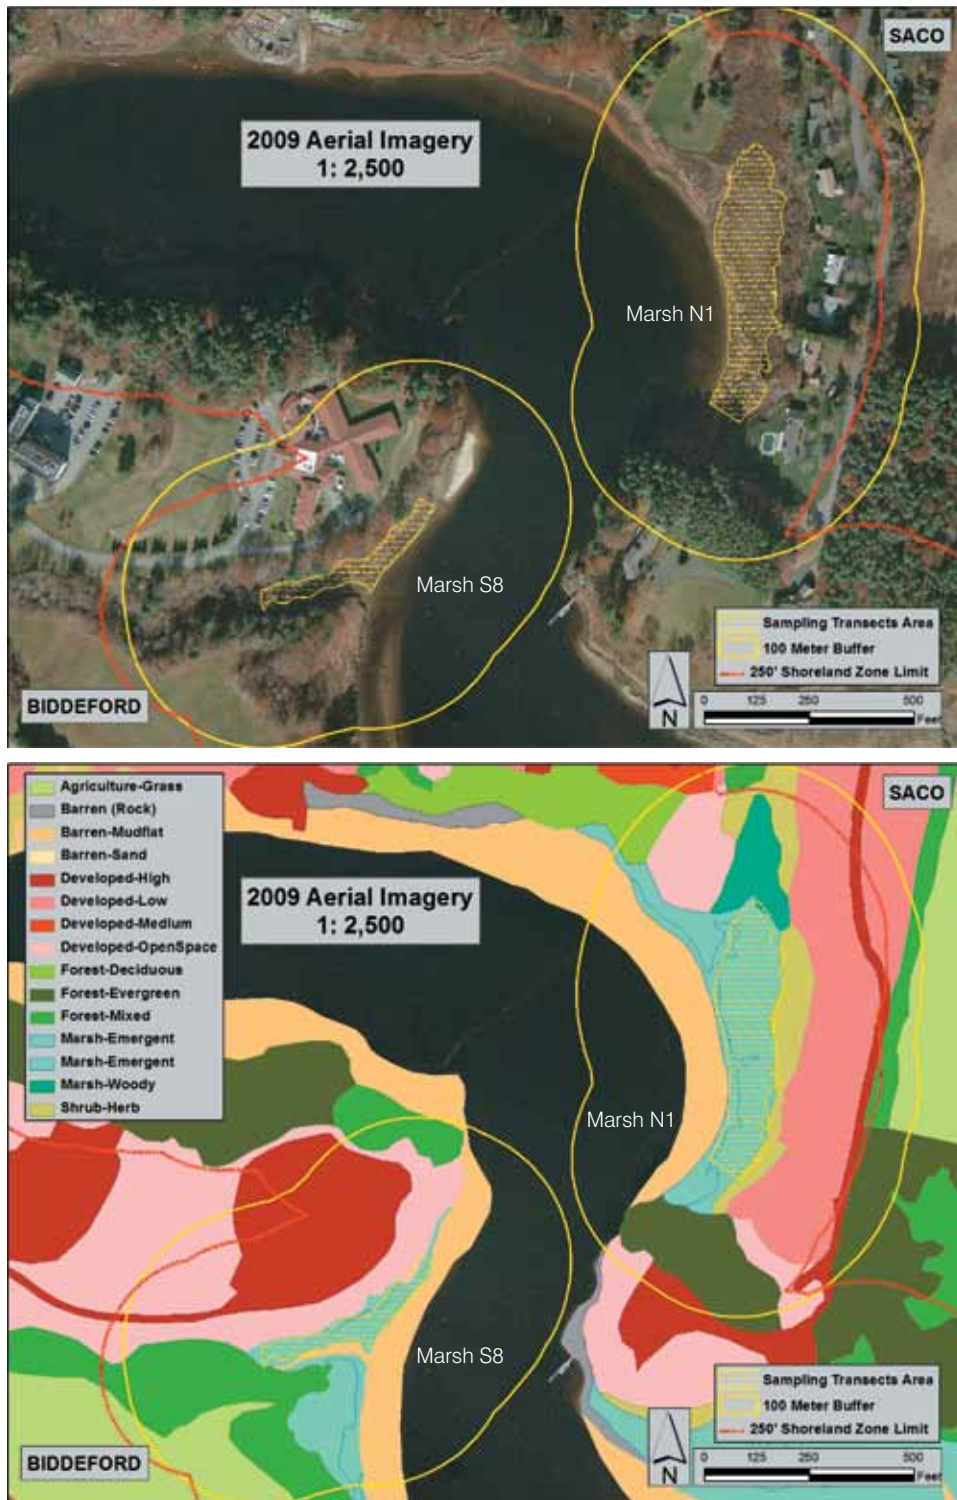 SACO
2009 Aerial Imagery
1: 2,500
Marsh N1
Marsh S8
Sampling Transects Area
100 Meter Buffer
250' Shoreland Zone Limit
BIDDEFORD
N
0 125 250 500
Feet
Agriculture-Grass
Barren (Rock)
Barren-Mudflat
Barren-Sand
Developed-High
Developed-Low
Developed-Medium
Developed-OpenSpace
Forest-Deciduous
Forest-Evergreen
Forest-Mixed
Marsh-Emergent
Marsh-Emergent
Marsh-Woody
Shrub-Herb
SACO
2009 Aerial Imagery
1: 2,500
Marsh N1
Marsh S8
Sampling Transects Area
100 Meter Buffer
250' Shoreland Zone Limit
BIDDEFORD
N
0 125 250 500
Feet